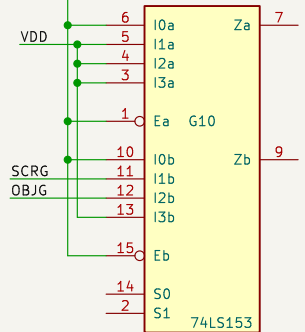 6 I0a Za 7
VDD 5 I1a
4 I2a
3 I3a
1 Ea G10
10 I0b Zb 9
SCRG 11 I1b
OBJG 12 I2b
13 I3b
15 Eb
14 S0
2 S1
74LS153